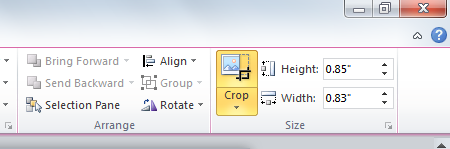 Bring Forward Align Height: 0.85"
Send Backward Group
Crop Width: 0.83"
Selection Pane Rotate
Arrange Size